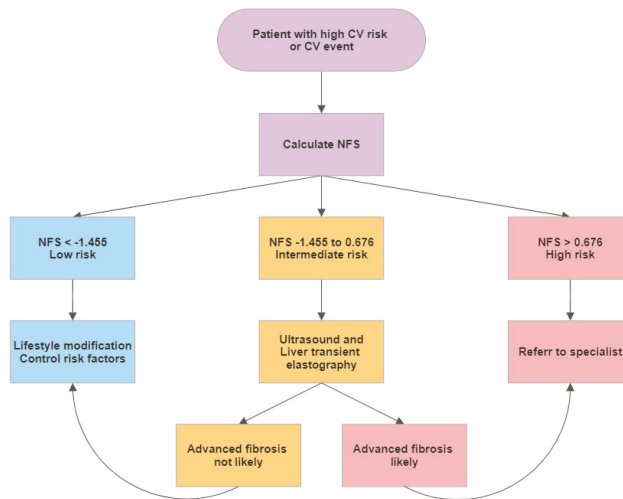 Patient with high CV risk
or CV event
Calculate NFS
NFS < -1.455
Low risk
NFS -1.455 to 0.676
Intermediate risk
NFS > 0.676
High risk
Lifestyle modification
Control risk factors
Ultrasound and
Liver transient
elastography
Referr to specialist
Advanced fibrosis
not likely
Advanced fibrosis
likely